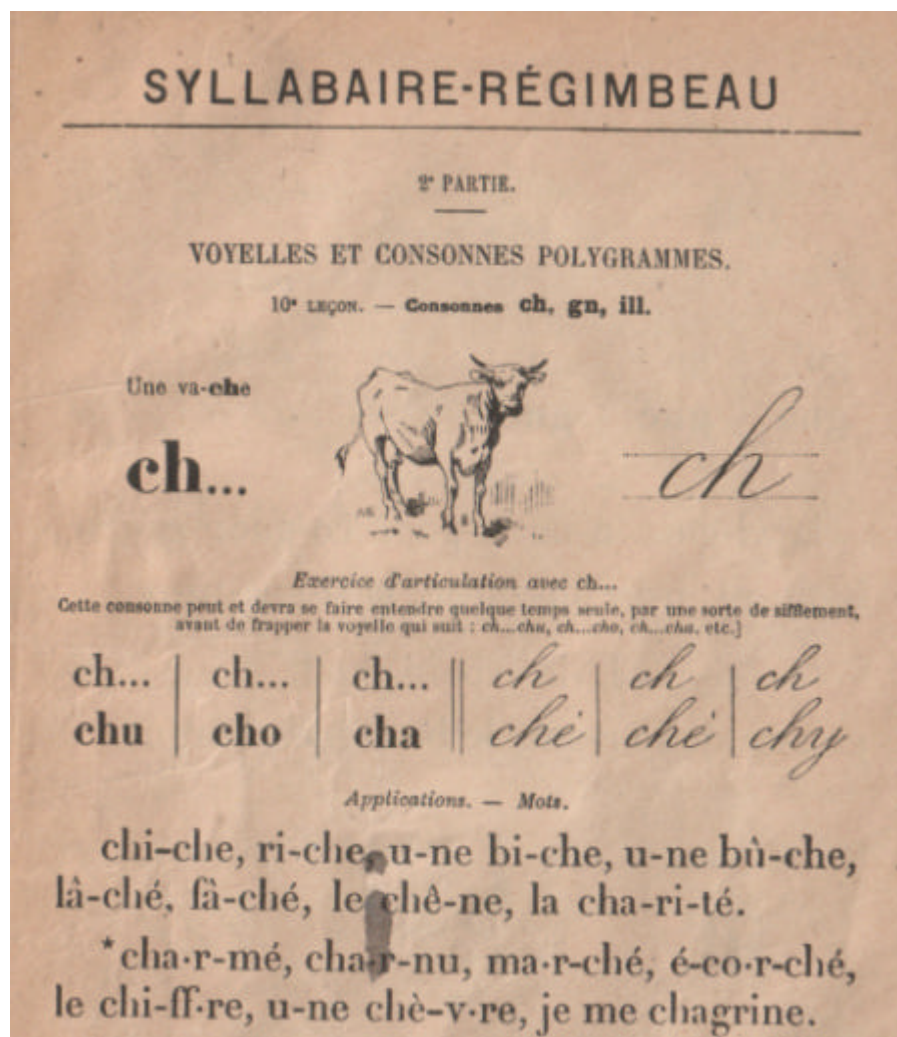 SYLLABAIRE-RÉGIMBEAU
2e PARTIE.
VOYELLES ET CONSONNES POLYGRAMMES.
10e LEÇON. — Consonnes ch, gn, ill.
Une va-che
ch...
ch
Exercice d'articulation avec ch...
Cette consonne peut et devra se faire entendre quelque temps seule, par une sorte de sifflement,
avant de frapper la voyelle qui suit : ch...chu, ch...cho, ch...cha, etc.]
ch... ch... ch... ch ch ch
chu cho cha ché chè chy
Applications. — Mots.
chi-che, ri-che, u-ne bi-che, u-ne bû-che,
lâ-ché, fâ-ché, le chê-ne, la cha-ri-té.
*cha-r-mé, cha-r-nu, ma-r-ché, é-co-r-ché,
le chi-ff-re, u-ne chè-v-re, je me chagrine.